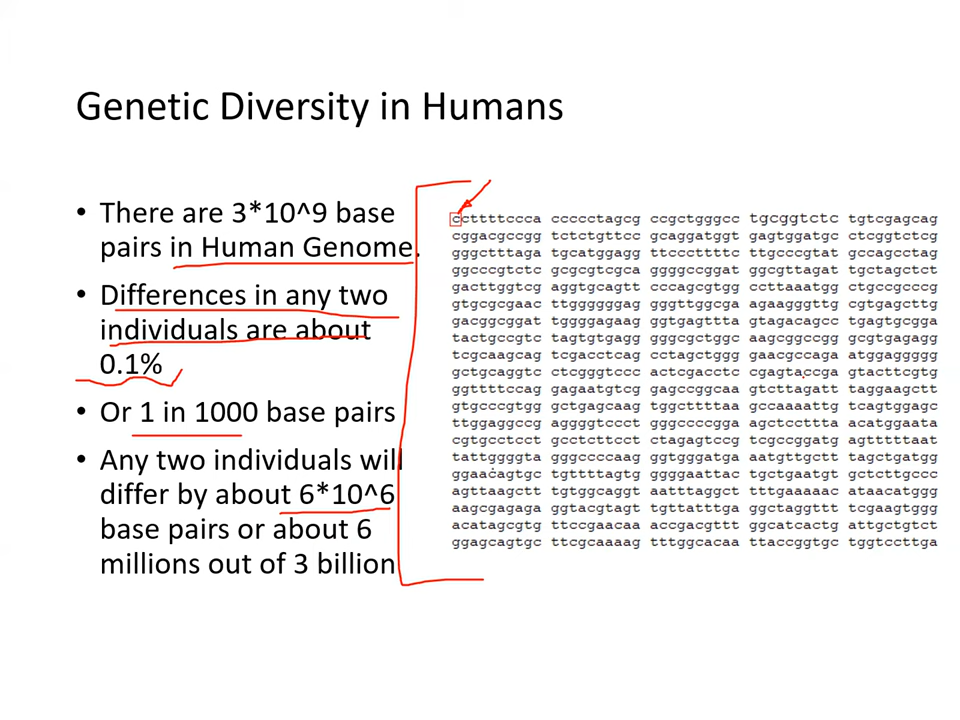 Genetic Diversity in Humans
• There are 3*10^9 base
pairs in Human Genome.
• Differences in any two
individuals are about
0.1%
• Or 1 in 1000 base pairs
• Any two individuals will
differ by about 6*10^6
base pairs or about 6
millions out of 3 billion
ccttttccca ccccctagcg ccgctgggcc tgcggtctc tgtcgagcag
cggacgccgg tctctgttcc gcaggatggt gagtggatgc ctcggtctcg
gggctttaga tgcatggagg ttcccttttc ttgcccgtat gccagcctag
ggcccgtctc gcgcgtcgca ggggccggat ggcgttagat tgctagctct
gacttggtcg aggtgcagtt cccagcgtgg ccttaaatgg ctgccgcccg
gtgcgcgaac ttggggggag gggttggcga agaagggttg cgtgagcttg
gacggcggat tggggagaag ggtgagttta gtagacagcc tgagtgcgga
tactgccgtc tagtgtgagg gggcgctggc aagcggccgg ggcgtgagagg
tcgcaagcag tcgacctcag cctagctggg gaacgccaga atggaggggg
gctgcaggtc ctcgggtccc actcgacctc cgagtaccga gtacttcgtg
ggttttccag gagaatgtcg gagccggcaa gtcttagatt taggaagctt
gtgcccgtgg gctgagcaag tggcttttaa gccaaaattg tcagtggagc
ttggaggccg aggggtccct gggccccgga agctccttta acatggaata
cgtgcctcct gcctcttcct ctagagtccg tcgccggatg agtttttaat
tattggggta gggccccaag ggtgggatga aatgttgctt tagctgatggg
ggaacagtgc tgttttagtg ggggaattac tgctgaatgt gctcttgccc
agttaagctt tgtggcaggt aatttaggct tttgaaaaac ataacatggg
aagcgagaga ggtacgtagt tgttatttga ggctaggttt tcgaagtggg
acatagcgtg ttccgaacaa accgacgttt ggcatcactg attgctgtct
ggagcagtgc ttcgcaaaag tttggcacaa ttaccggtgc tggtccttga